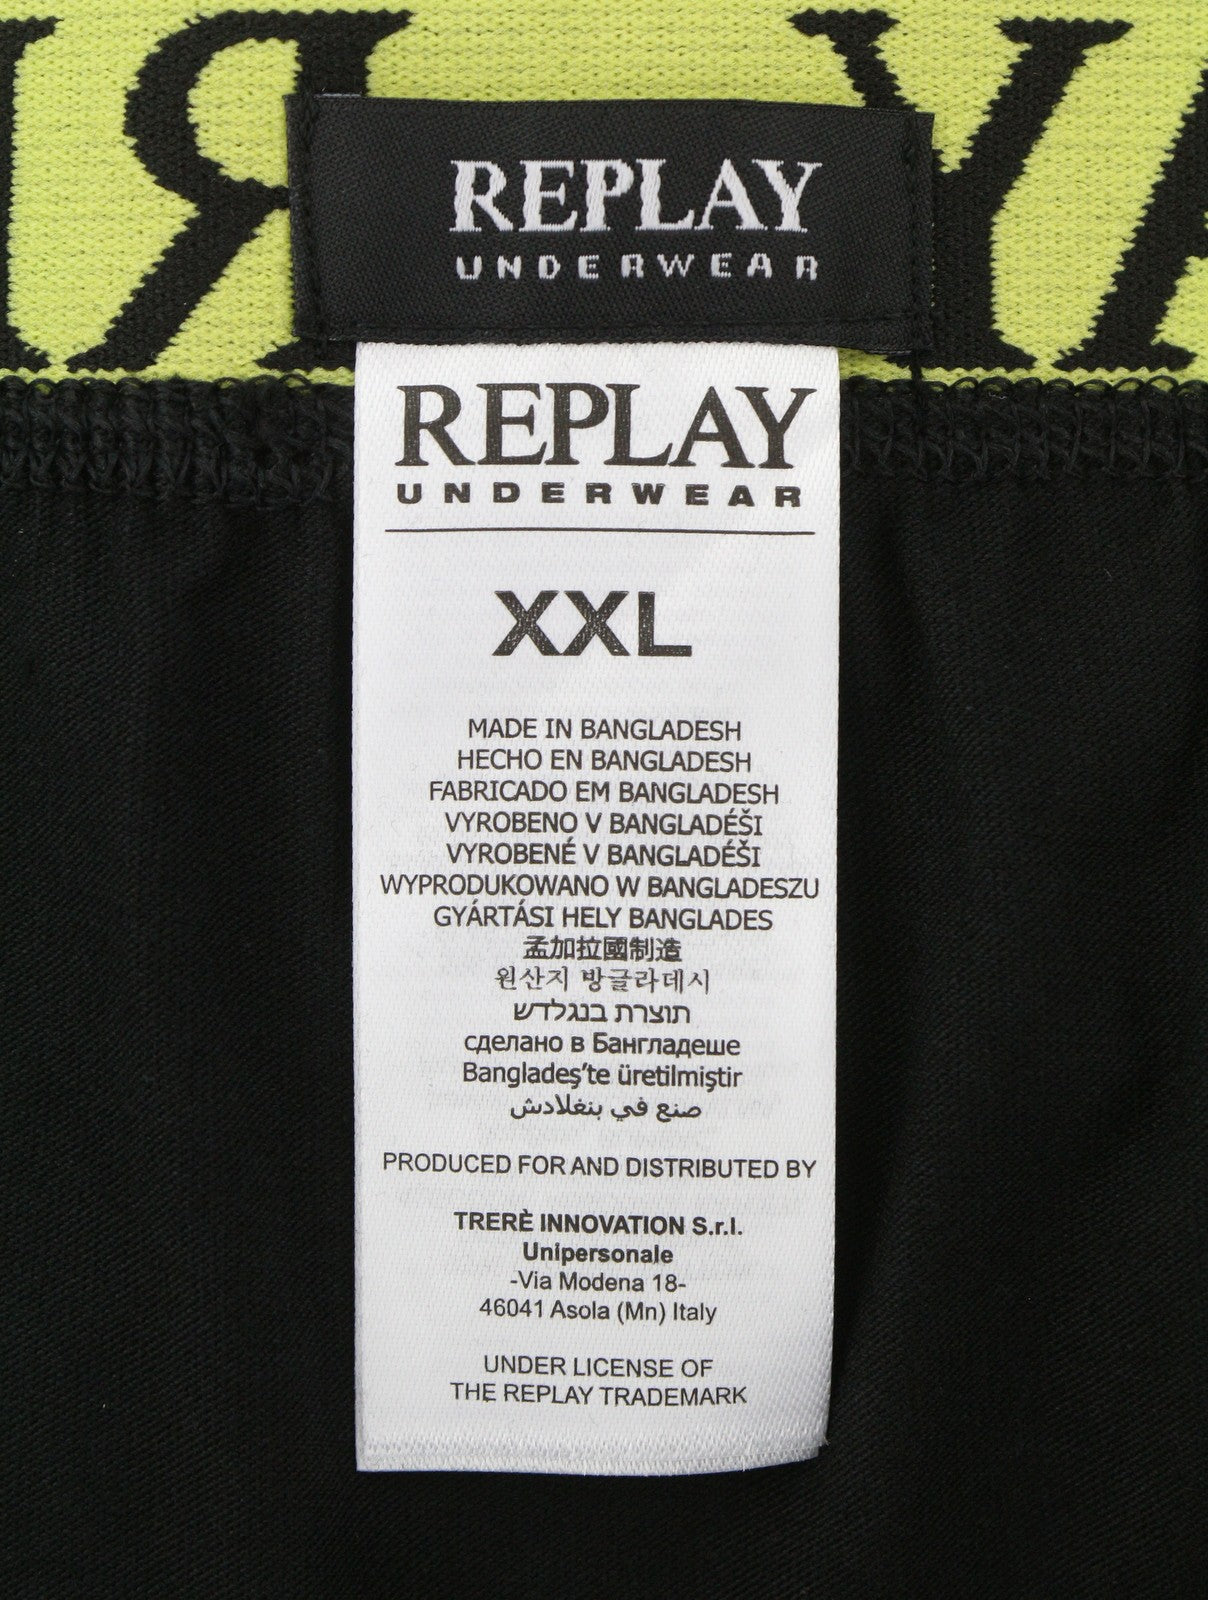 REPLAY
UNDERWEAR
REPLAY
UNDERWEAR
XXL
MADE IN BANGLADESH
HECHO EN BANGLADESH
FABRICADO EM BANGLADESH
VYROBENO V BANGLADÉŠI
VYROBENÉ V BANGLADÉŠI
WYPRODUKOWANO W BANGLADESZU
GYÁRTÁSI HELY BANGLADES
孟加拉國制造
원산지 방글라데시
תוצרת בנגלדש
сделано в Бангладеше
Bangladeş'te üretilmiştir
صنع في بنغلادش
PRODUCED FOR AND DISTRIBUTED BY
TRERÈ INNOVATION S.r.l.
Unipersonale
-Via Modena 18-
46041 Asola (Mn) Italy
UNDER LICENSE OF
THE REPLAY TRADEMARK